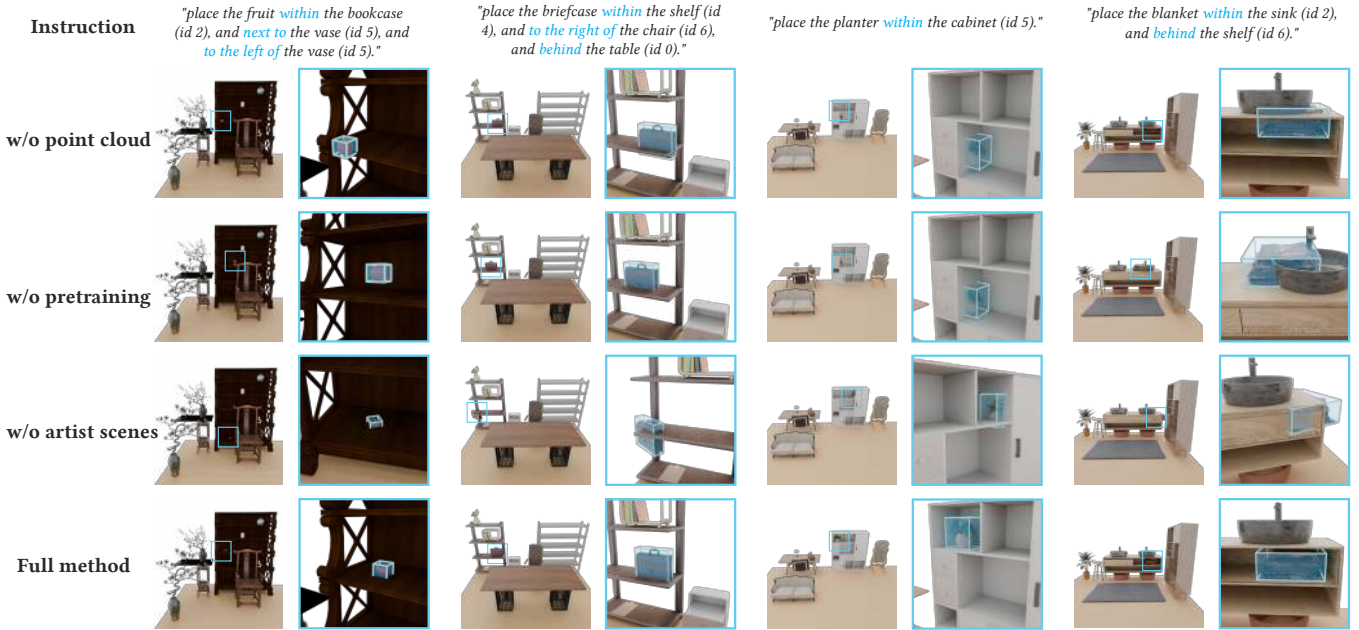 Instruction
"place the fruit within the bookcase
(id 2), and next to the vase (id 5), and
to the left of the vase (id 5)."
"place the briefcase within the shelf (id
4), and to the right of the chair (id 6),
and behind the table (id 0)."
"place the planter within the cabinet (id 5)."
"place the blanket within the sink (id 2),
and behind the shelf (id 6)."
w/o point cloud
w/o pretraining
w/o artist scenes
Full method